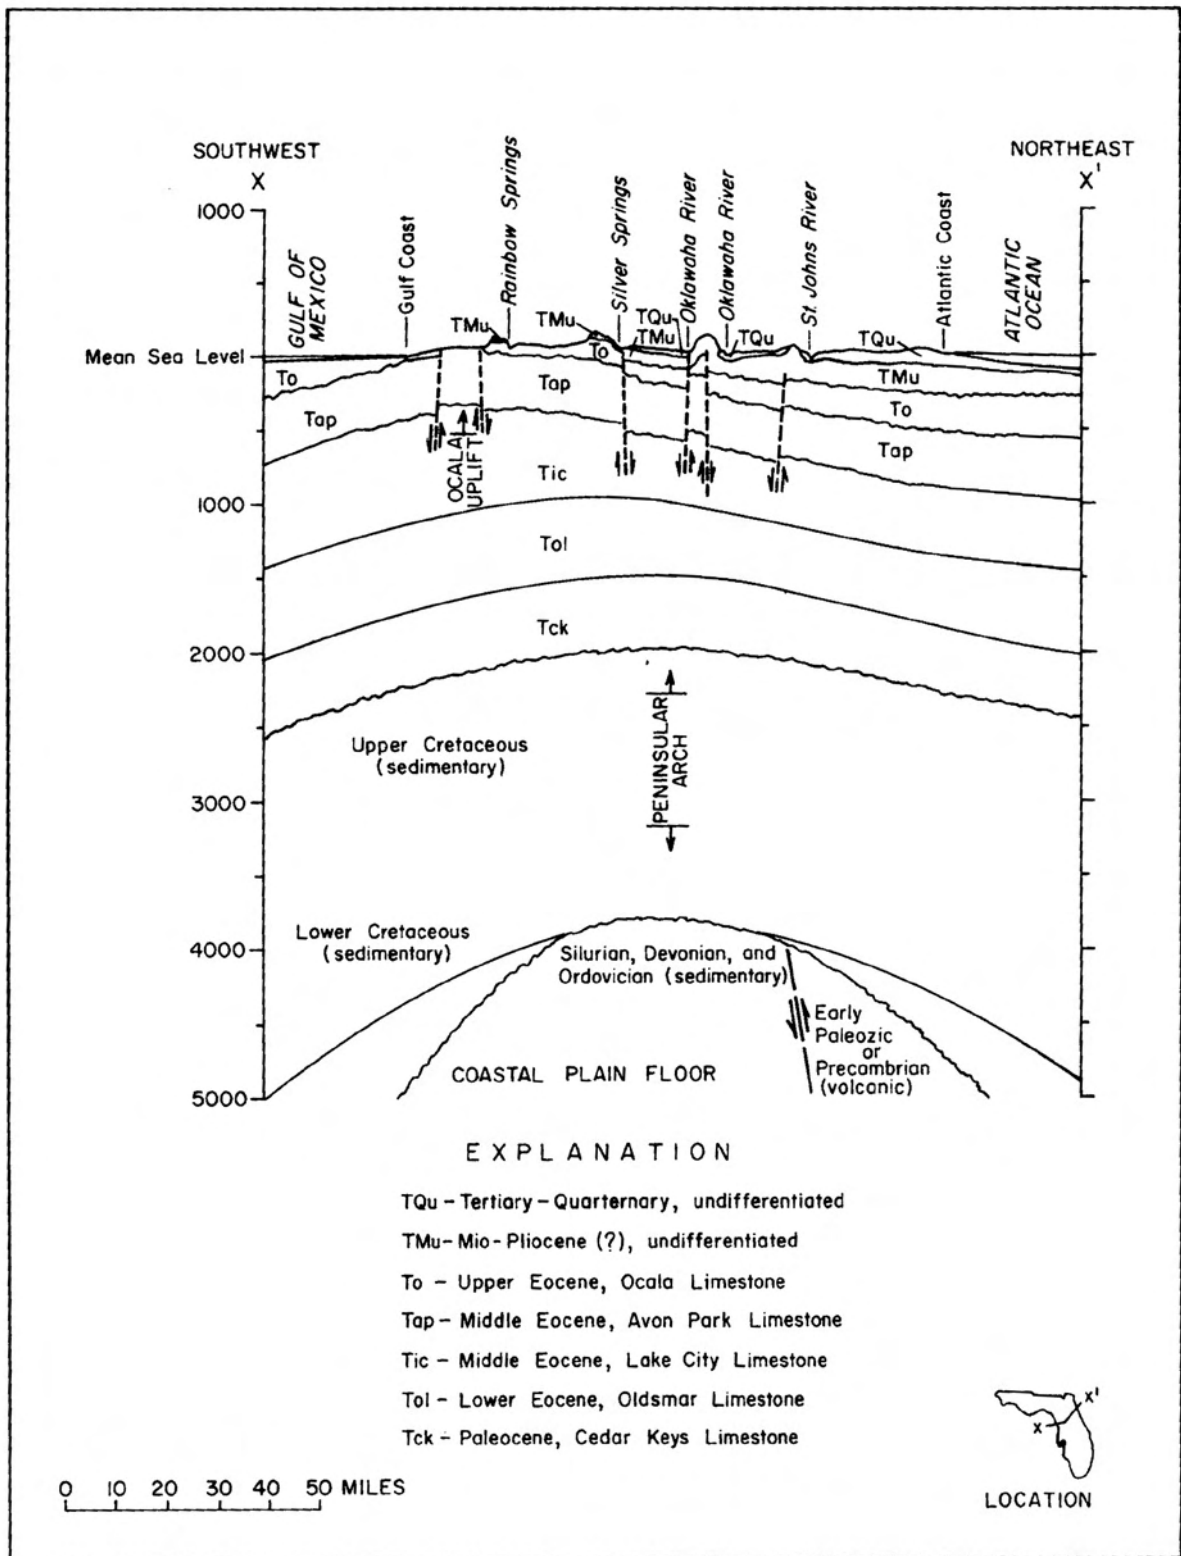 SOUTHWEST
X
NORTHEAST
X'
1000
GULF OF
MEXICO
Gulf Coast
Rainbow Springs
Silver Springs
Oklawaha River
Oklawaha River
St. Johns River
Atlantic Coast
ATLANTIC
OCEAN
TMu
TMu
TQu
TMu
TQu
TQu
Mean Sea Level
To
To
TMu
Tap
To
Tap
Tap
OCALA
UPLIFT
Tic
1000
Tol
Tck
2000
PENINSULAR
ARCH
Upper Cretaceous
(sedimentary)
3000
Lower Cretaceous
(sedimentary)
4000
Silurian, Devonian, and
Ordovician (sedimentary)
Early
Paleozic
or
Precambrian
(volcanic)
COASTAL PLAIN FLOOR
5000
EXPLANATION
TQu – Tertiary – Quarternary, undifferentiated
TMu – Mio - Pliocene (?), undifferentiated
To – Upper Eocene, Ocala Limestone
Tap – Middle Eocene, Avon Park Limestone
Tic – Middle Eocene, Lake City Limestone
Tol – Lower Eocene, Oldsmar Limestone
Tck – Paleocene, Cedar Keys Limestone
X'
X
LOCATION
0 10 20 30 40 50 MILES